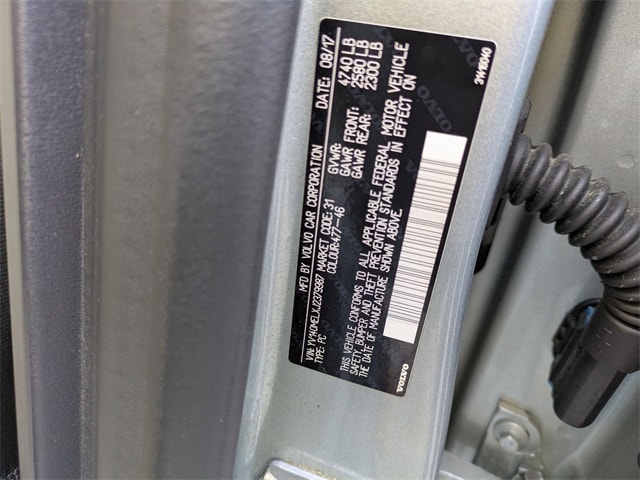 MFD BY VOLVO CAR CORPORATION DATE: 08/17
GVWR: 4740 LB
GAWR FRONT: 2580 LB
GAWR REAR: 2300 LB
VIN: MARKET CODE: 31
TYPE: PC COLOUR: 477-46
THIS VEHICLE CONFORMS TO ALL APPLICABLE FEDERAL MOTOR VEHICLE
SAFETY, BUMPER AND THEFT PREVENTION STANDARDS IN EFFECT ON
THE DATE OF MANUFACTURE SHOWN ABOVE
VOLVO